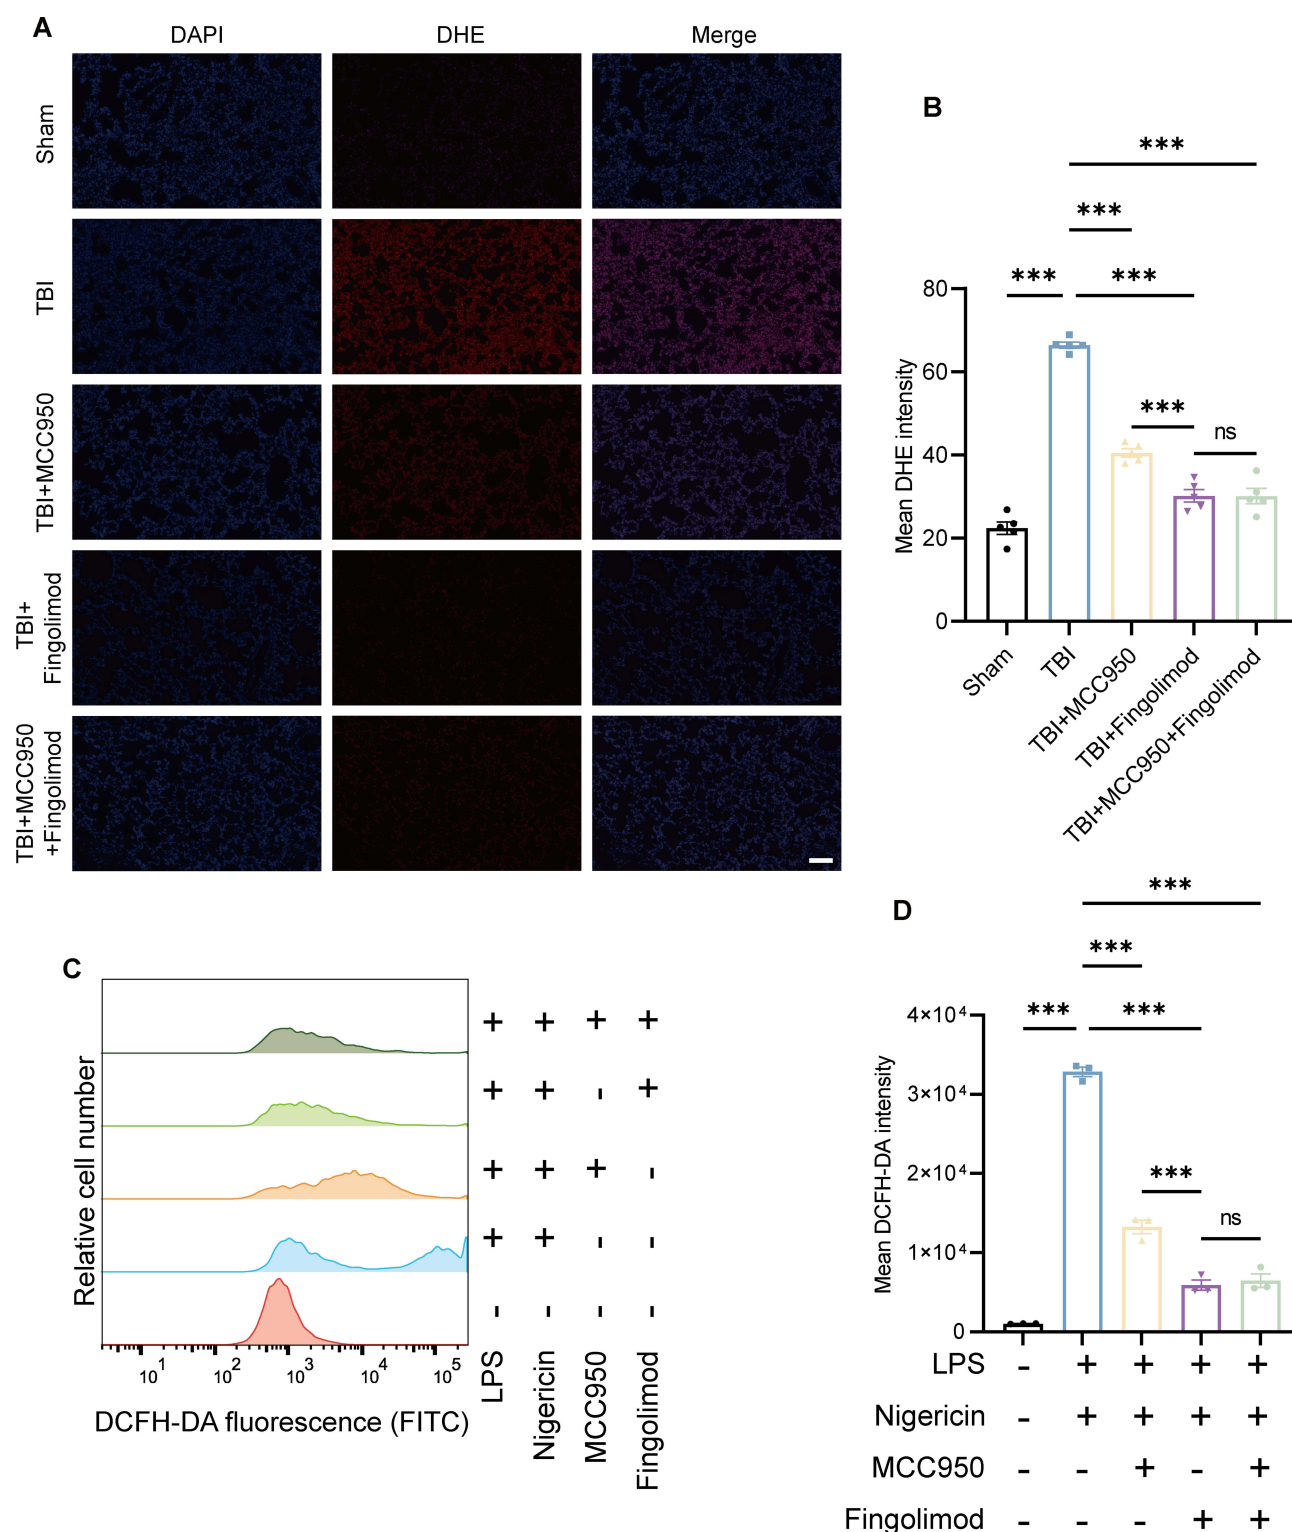 A
DAPI
DHE
Merge
Sham
TBI
TBI+MCC950
TBI+
Fingolimod
TBI+MCC950
+Fingolimod
B
***
***
***
***
***
ns
Mean DHE intensity
80
60
40
20
0
Sham
TBI
TBI+MCC950
TBI+Fingolimod
TBI+MCC950+Fingolimod
C
Relative cell number
+ + + +
+ + - +
+ + + -
+ + - -
- - - -
10¹ 10² 10³ 10⁴ 10⁵
DCFH-DA fluorescence (FITC)
LPS
Nigericin
MCC950
Fingolimod
D
***
***
***
***
***
ns
Mean DCFH-DA intensity
4×10⁴
3×10⁴
2×10⁴
1×10⁴
0
LPS - + + + +
Nigericin - + + + +
MCC950 - - + - +
Fingolimod - - - + +